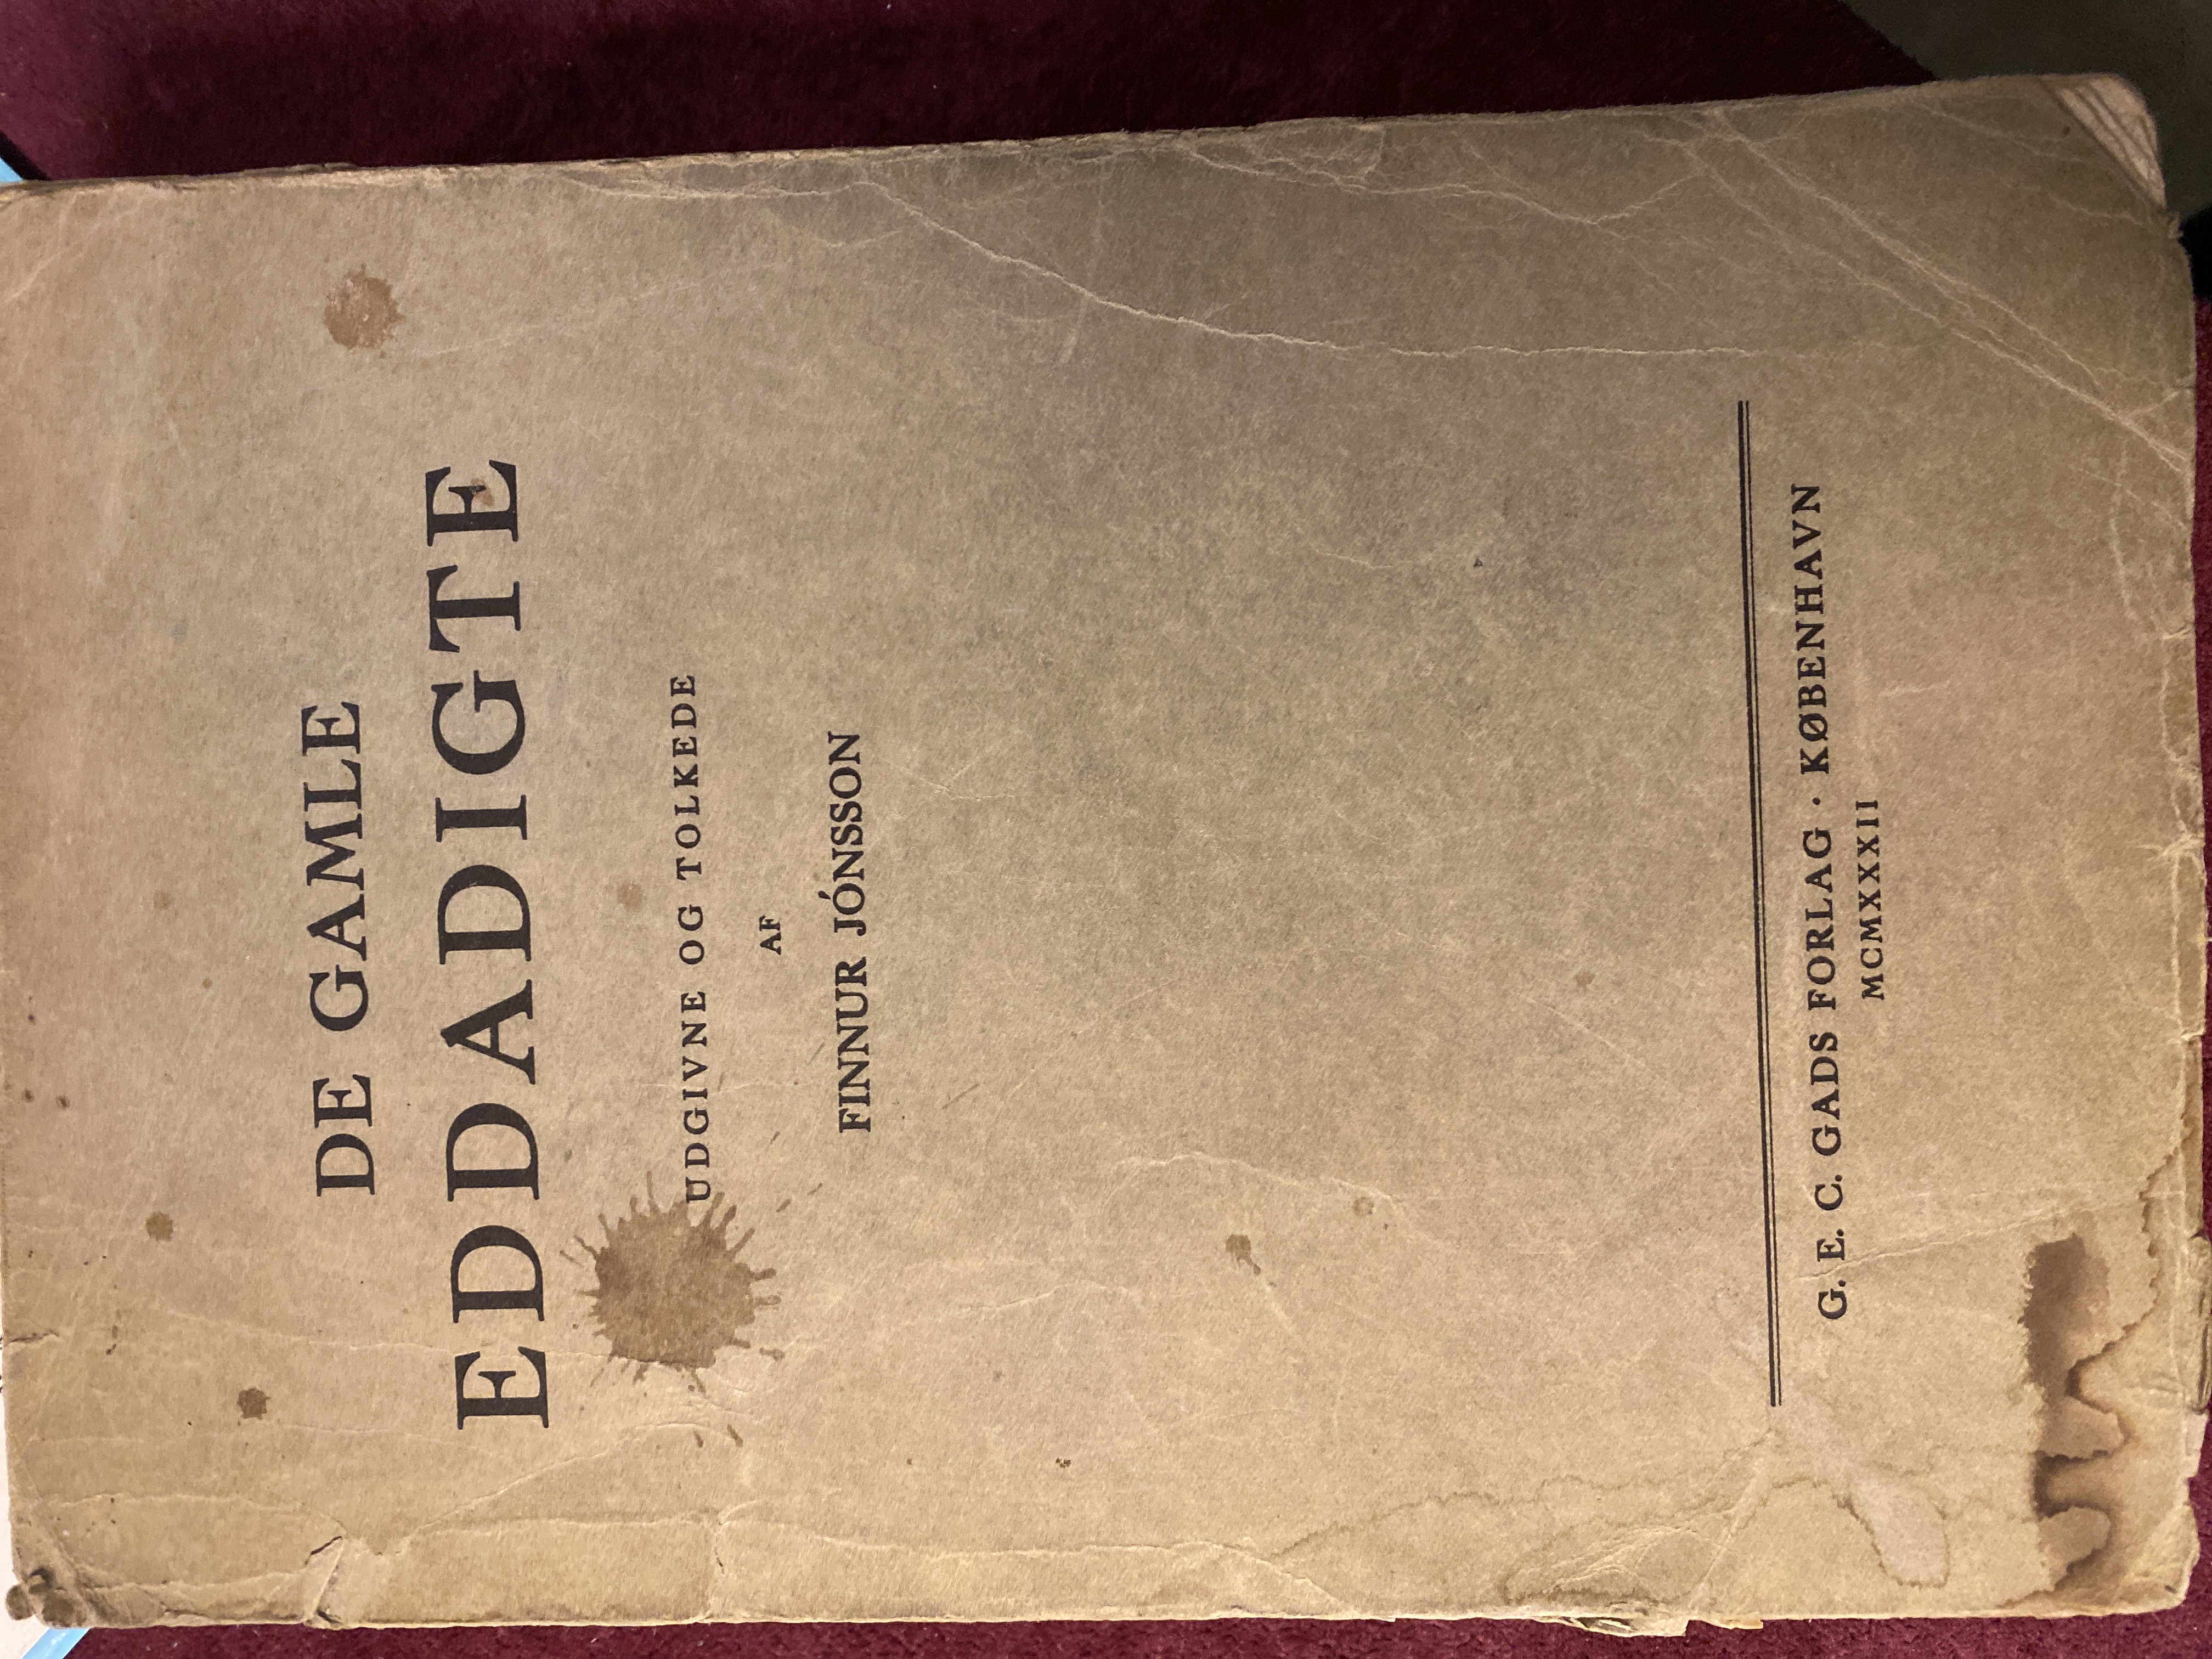 DE GAMLE
EDDADIGTE
UDGIVNE OG TOLKEDE
AF
FINNUR JÓNSSON
G. E. C. GADS FORLAG · KØBENHAVN
MCMXXXII